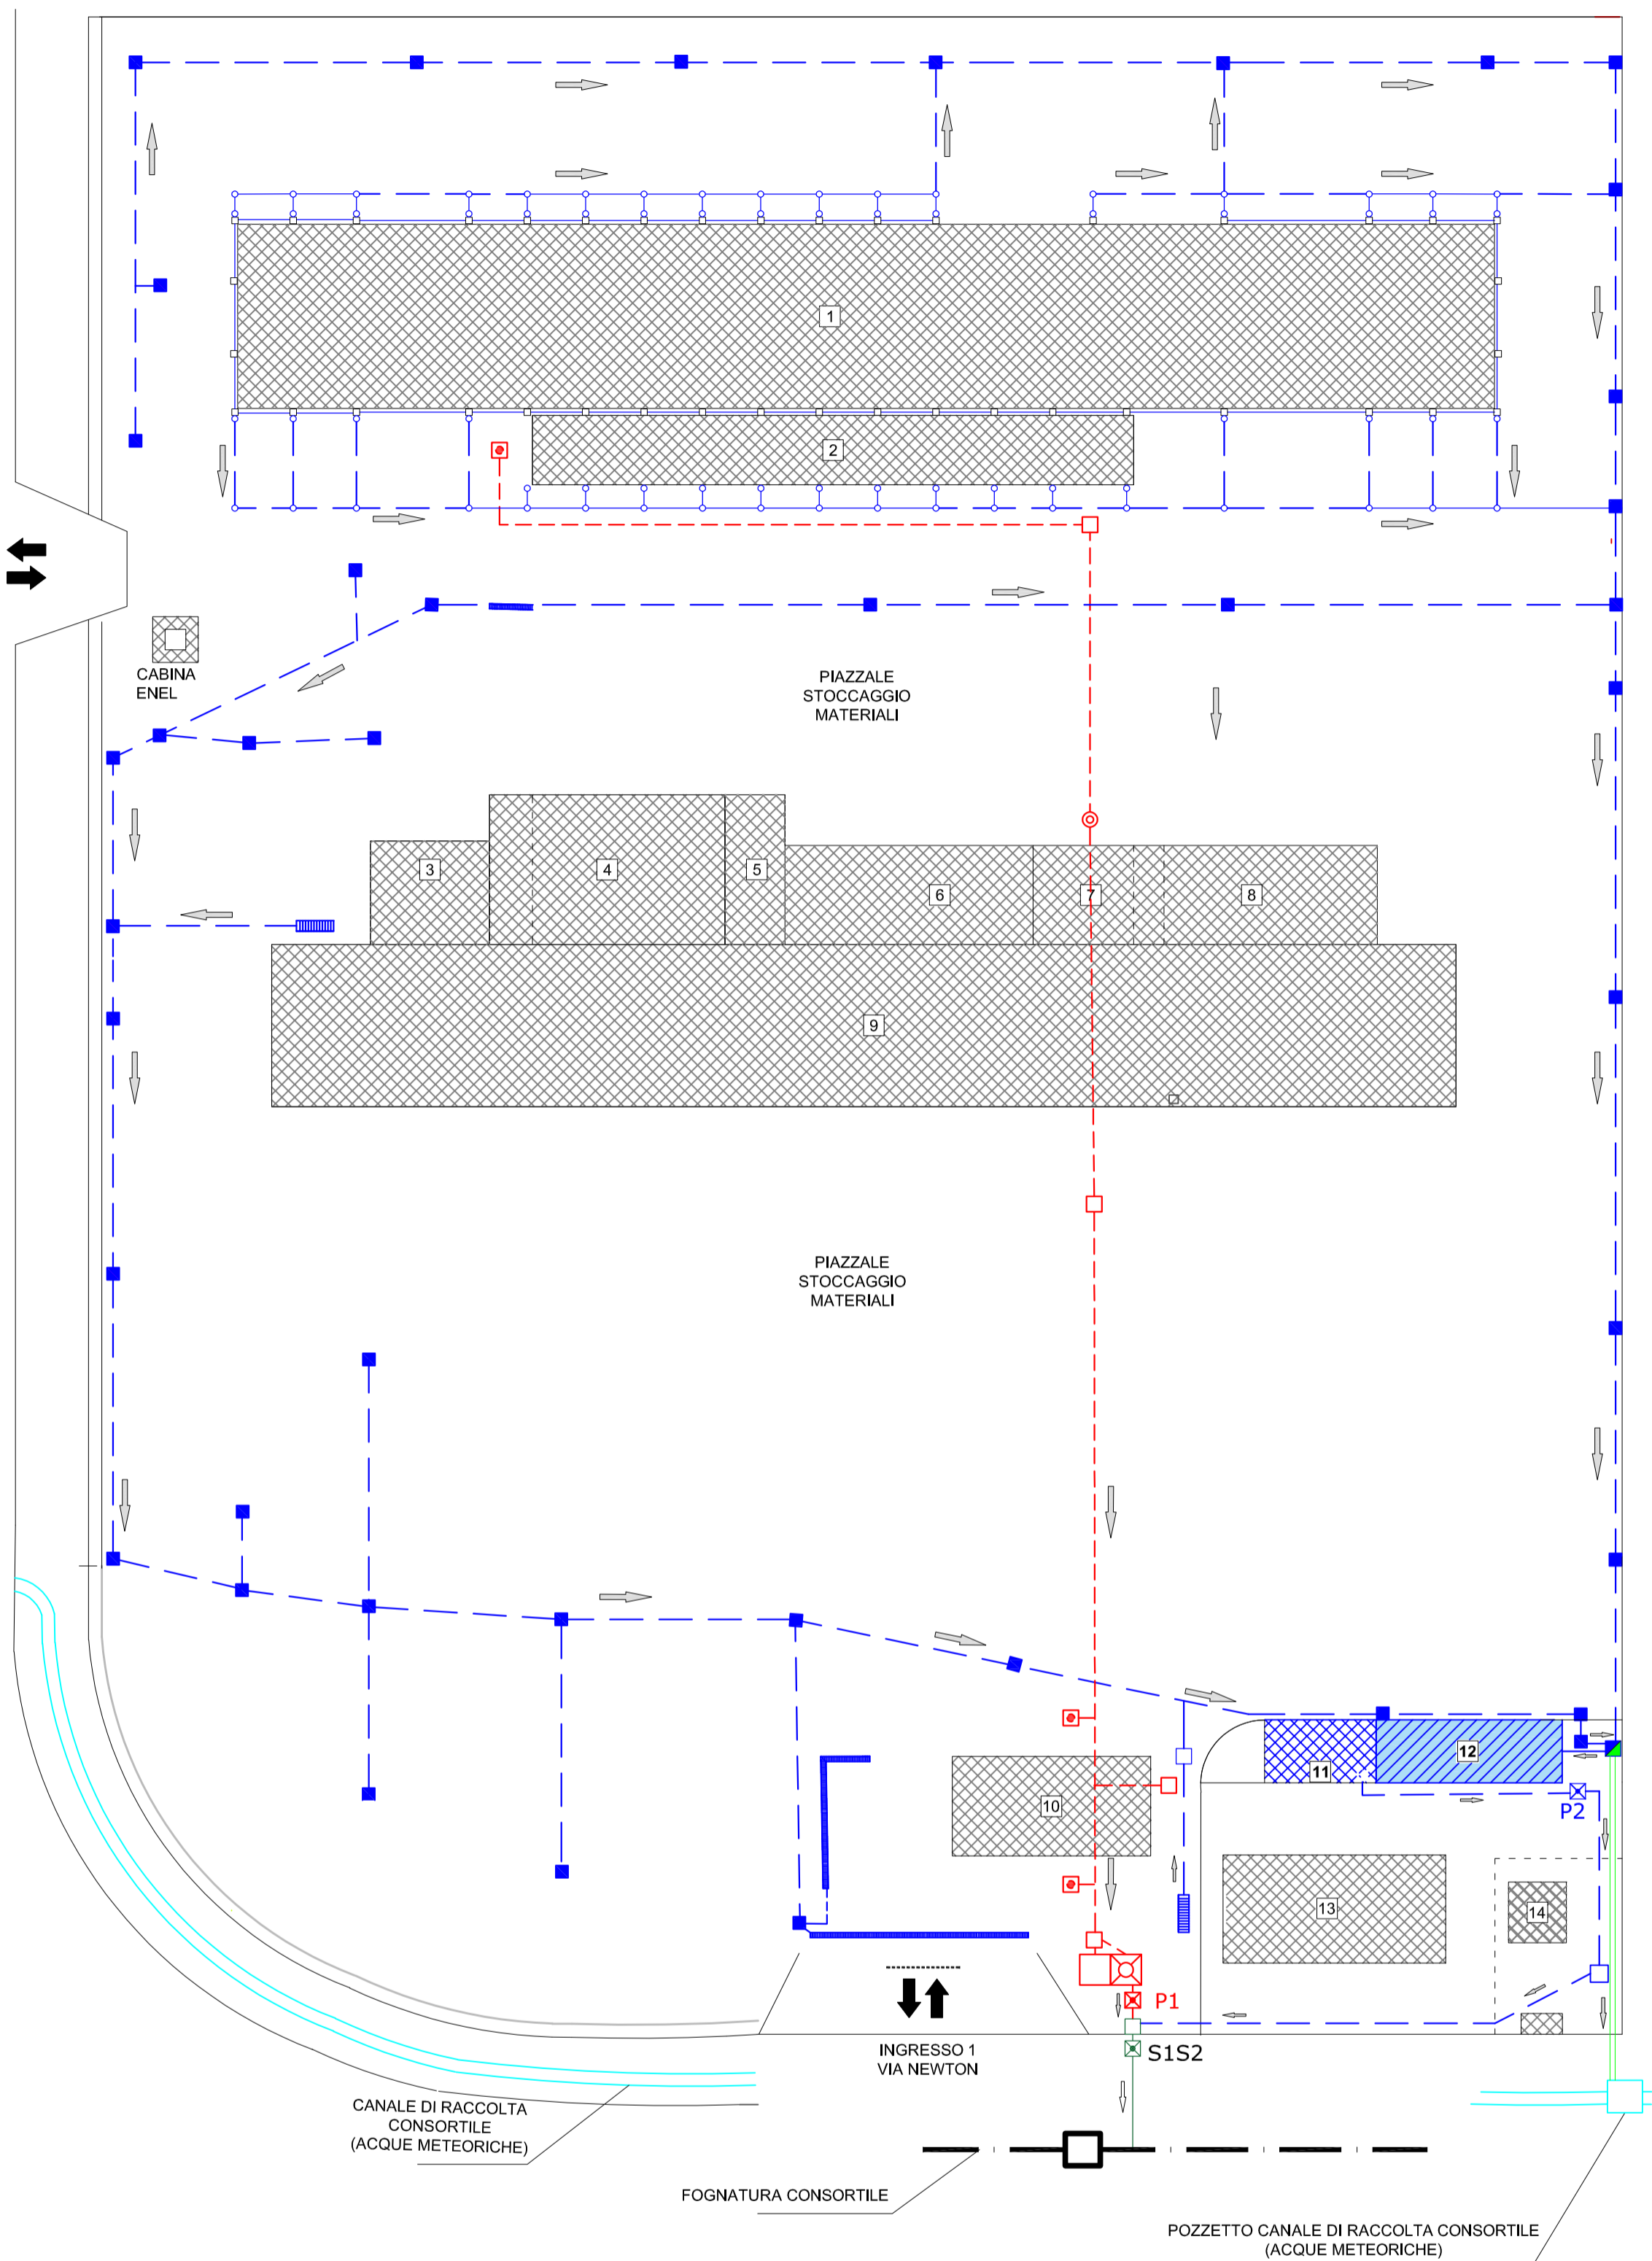 1
2
CABINA
ENEL
PIAZZALE
STOCCAGGIO
MATERIALI
3
4
5
6
7
8
9
PIAZZALE
STOCCAGGIO
MATERIALI
12
11
10
P2
13
14
P1
INGRESSO 1
VIA NEWTON
S1S2
CANALE DI RACCOLTA
CONSORTILE
(ACQUE METEORICHE)
FOGNATURA CONSORTILE
POZZETTO CANALE DI RACCOLTA CONSORTILE
(ACQUE METEORICHE)